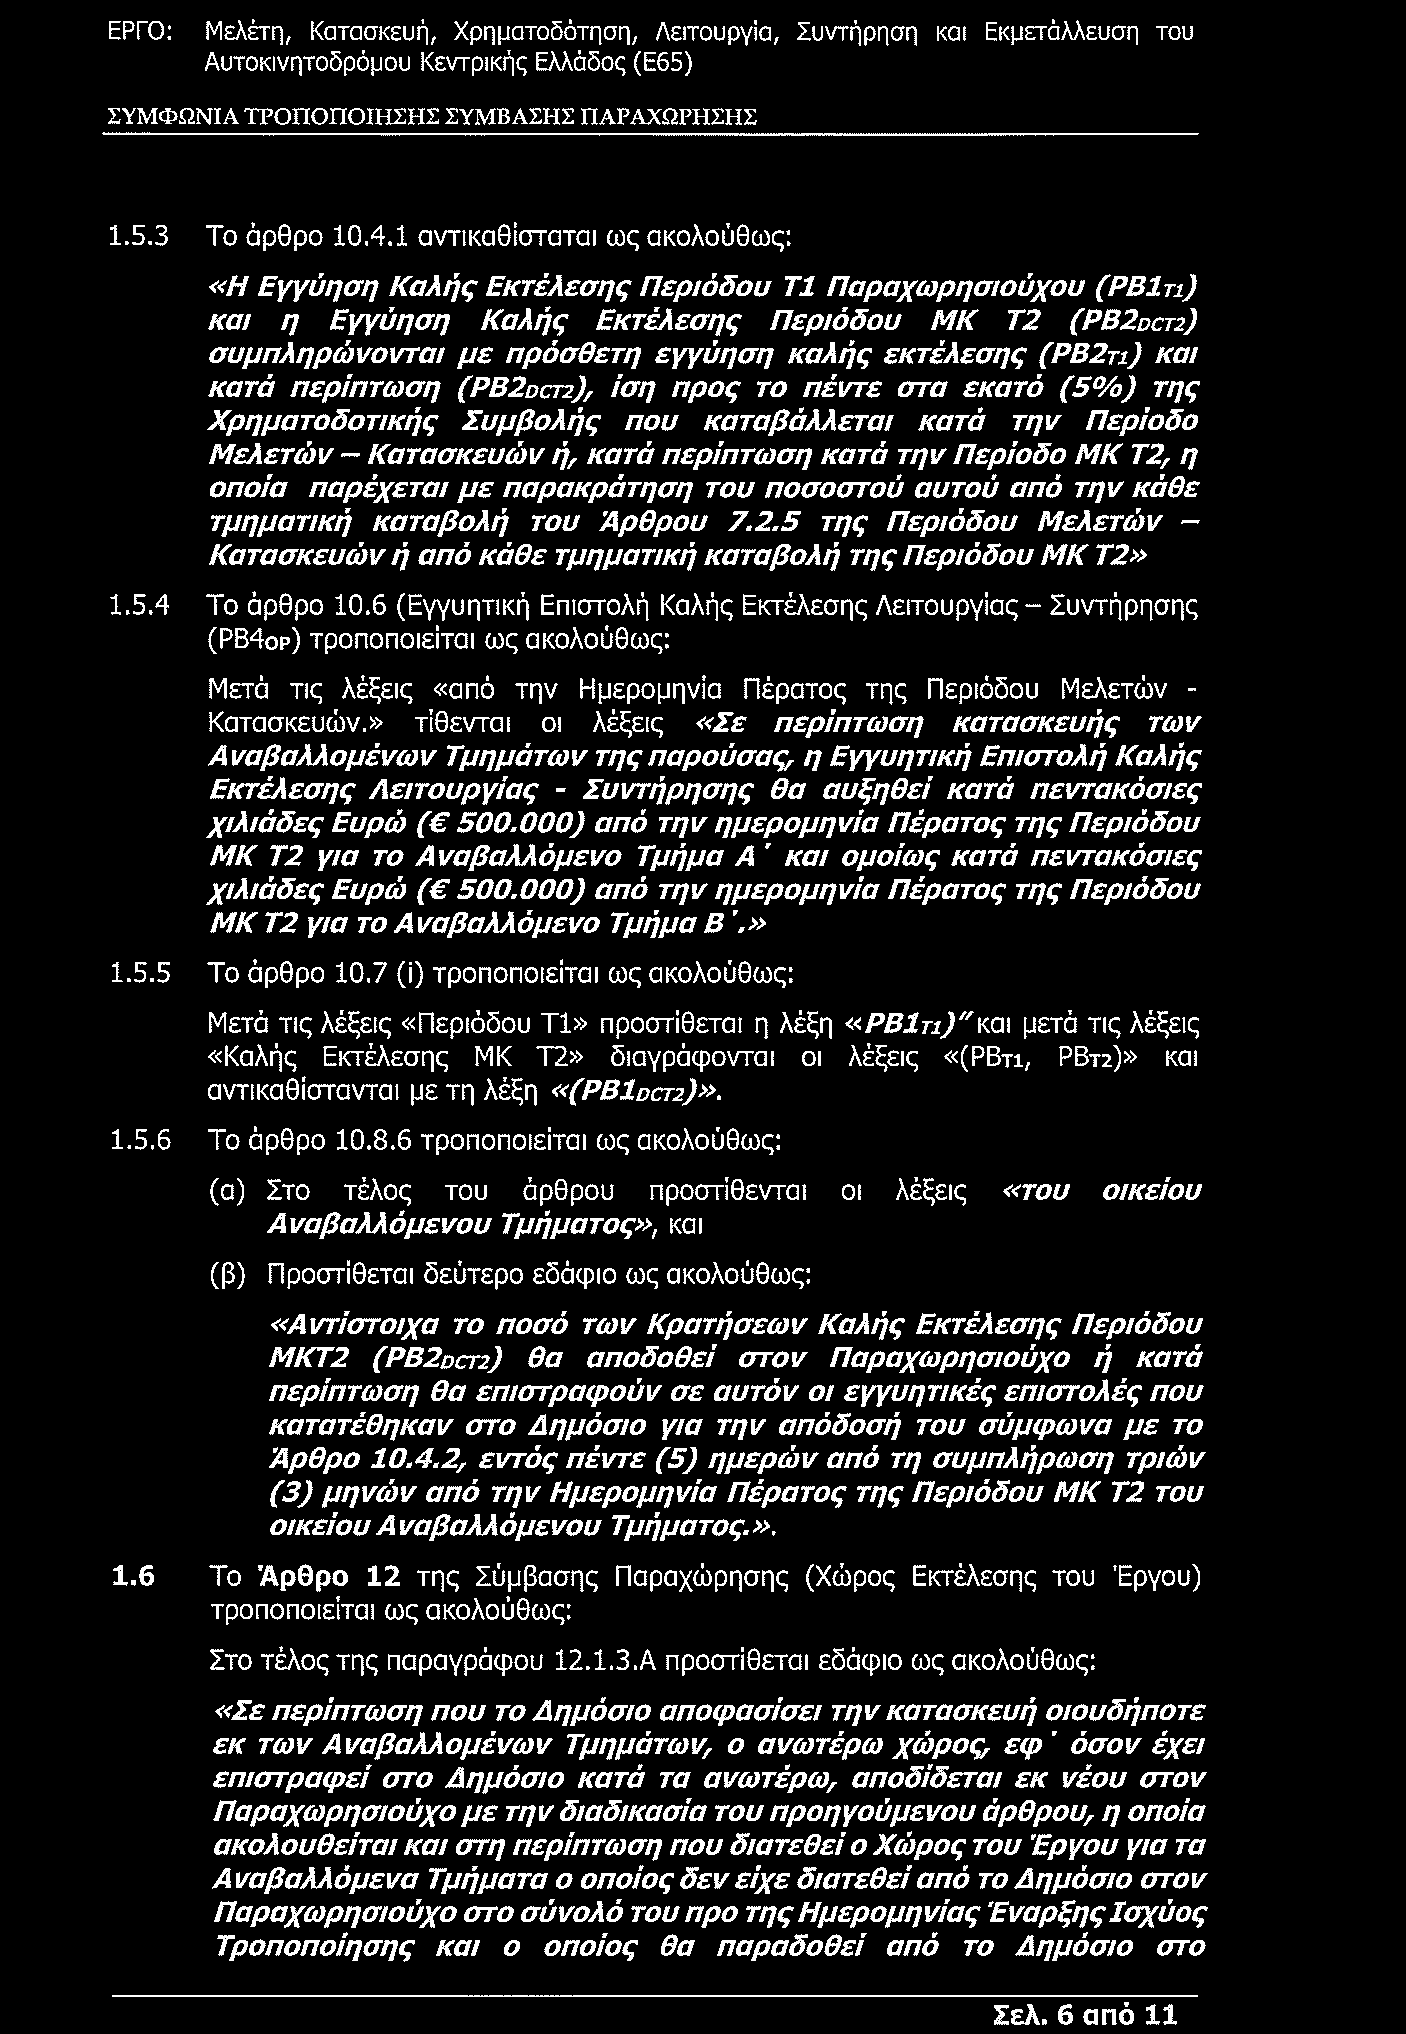 ΕΡΓΟ: Μελέτη, Κατασκευή, Χρηματοδότηση, Λειτουργία, Συντήρηση και Εκμετάλλευση του
Αυτοκινητοδρόμου Κεντρικής Ελλάδος (Ε65)
ΣΥΜΦΩΝΙΑ ΤΡΟΠΟΠΟΙΗΣΗΣ ΣΥΜΒΑΣΗΣ ΠΑΡΑΧΩΡΗΣΗΣ
1.5.3 Το άρθρο 10.4.1 αντικαθίσταται ως ακολούθως:
«Η Εγγύηση Καλής Εκτέλεσης Περιόδου Τ1 Παραχωρησιούχου (PB1T1)
και η Εγγύηση Καλής Εκτέλεσης Περιόδου ΜΚ Τ2 (PB2DCT2)
συμπληρώνονται με πρόσθετη εγγύηση καλής εκτέλεσης (PB2T1) και
κατά περίπτωση (PB2DCT2), ίση προς το πέντε στα εκατό (5%) της
Χρηματοδοτικής Συμβολής που καταβάλλεται κατά την Περίοδο
Μελετών – Κατασκευών ή, κατά περίπτωση κατά την Περίοδο ΜΚ Τ2, η
οποία παρέχεται με παρακράτηση του ποσοστού αυτού από την κάθε
τμηματική καταβολή του Άρθρου 7.2.5 της Περιόδου Μελετών –
Κατασκευών ή από κάθε τμηματική καταβολή της Περιόδου ΜΚ Τ2»
1.5.4 Το άρθρο 10.6 (Εγγυητική Επιστολή Καλής Εκτέλεσης Λειτουργίας – Συντήρησης
(PB4OP) τροποποιείται ως ακολούθως:
Μετά τις λέξεις «από την Ημερομηνία Πέρατος της Περιόδου Μελετών -
Κατασκευών.» τίθενται οι λέξεις «Σε περίπτωση κατασκευής των
Αναβαλλομένων Τμημάτων της παρούσας, η Εγγυητική Επιστολή Καλής
Εκτέλεσης Λειτουργίας - Συντήρησης θα αυξηθεί κατά πεντακόσιες
χιλιάδες Ευρώ (€ 500.000) από την ημερομηνία Πέρατος της Περιόδου
ΜΚ Τ2 για το Αναβαλλόμενο Τμήμα Α΄ και ομοίως κατά πεντακόσιες
χιλιάδες Ευρώ (€ 500.000) από την ημερομηνία Πέρατος της Περιόδου
ΜΚ Τ2 για το Αναβαλλόμενο Τμήμα Β΄.»
1.5.5 Το άρθρο 10.7 (i) τροποποιείται ως ακολούθως:
Μετά τις λέξεις «Περιόδου Τ1» προστίθεται η λέξη «PB1T1)" και μετά τις λέξεις
«Καλής Εκτέλεσης ΜΚ Τ2» διαγράφονται οι λέξεις «(PBT1, PBT2)» και
αντικαθίστανται με τη λέξη «(PB1DCT2)».
1.5.6 Το άρθρο 10.8.6 τροποποιείται ως ακολούθως:
(α) Στο τέλος του άρθρου προστίθενται οι λέξεις «του οικείου
Αναβαλλόμενου Τμήματος», και
(β) Προστίθεται δεύτερο εδάφιο ως ακολούθως:
«Αντίστοιχα το ποσό των Κρατήσεων Καλής Εκτέλεσης Περιόδου
ΜΚΤ2 (PB2DCT2) θα αποδοθεί στον Παραχωρησιούχο ή κατά
περίπτωση θα επιστραφούν σε αυτόν οι εγγυητικές επιστολές που
κατατέθηκαν στο Δημόσιο για την απόδοσή του σύμφωνα με το
Άρθρο 10.4.2, εντός πέντε (5) ημερών από τη συμπλήρωση τριών
(3) μηνών από την Ημερομηνία Πέρατος της Περιόδου ΜΚ Τ2 του
οικείου Αναβαλλόμενου Τμήματος.».
1.6 Το Άρθρο 12 της Σύμβασης Παραχώρησης (Χώρος Εκτέλεσης του Έργου)
τροποποιείται ως ακολούθως:
Στο τέλος της παραγράφου 12.1.3.Α προστίθεται εδάφιο ως ακολούθως:
«Σε περίπτωση που το Δημόσιο αποφασίσει την κατασκευή οιουδήποτε
εκ των Αναβαλλομένων Τμημάτων, ο ανωτέρω χώρος, εφ΄ όσον έχει
επιστραφεί στο Δημόσιο κατά τα ανωτέρω, αποδίδεται εκ νέου στον
Παραχωρησιούχο με την διαδικασία του προηγούμενου άρθρου, η οποία
ακολουθείται και στη περίπτωση που διατεθεί ο Χώρος του Έργου για τα
Αναβαλλόμενα Τμήματα ο οποίος δεν είχε διατεθεί από το Δημόσιο στον
Παραχωρησιούχο στο σύνολό του προ της Ημερομηνίας Έναρξης Ισχύος
Τροποποίησης και ο οποίος θα παραδοθεί από το Δημόσιο στο
Σελ. 6 από 11